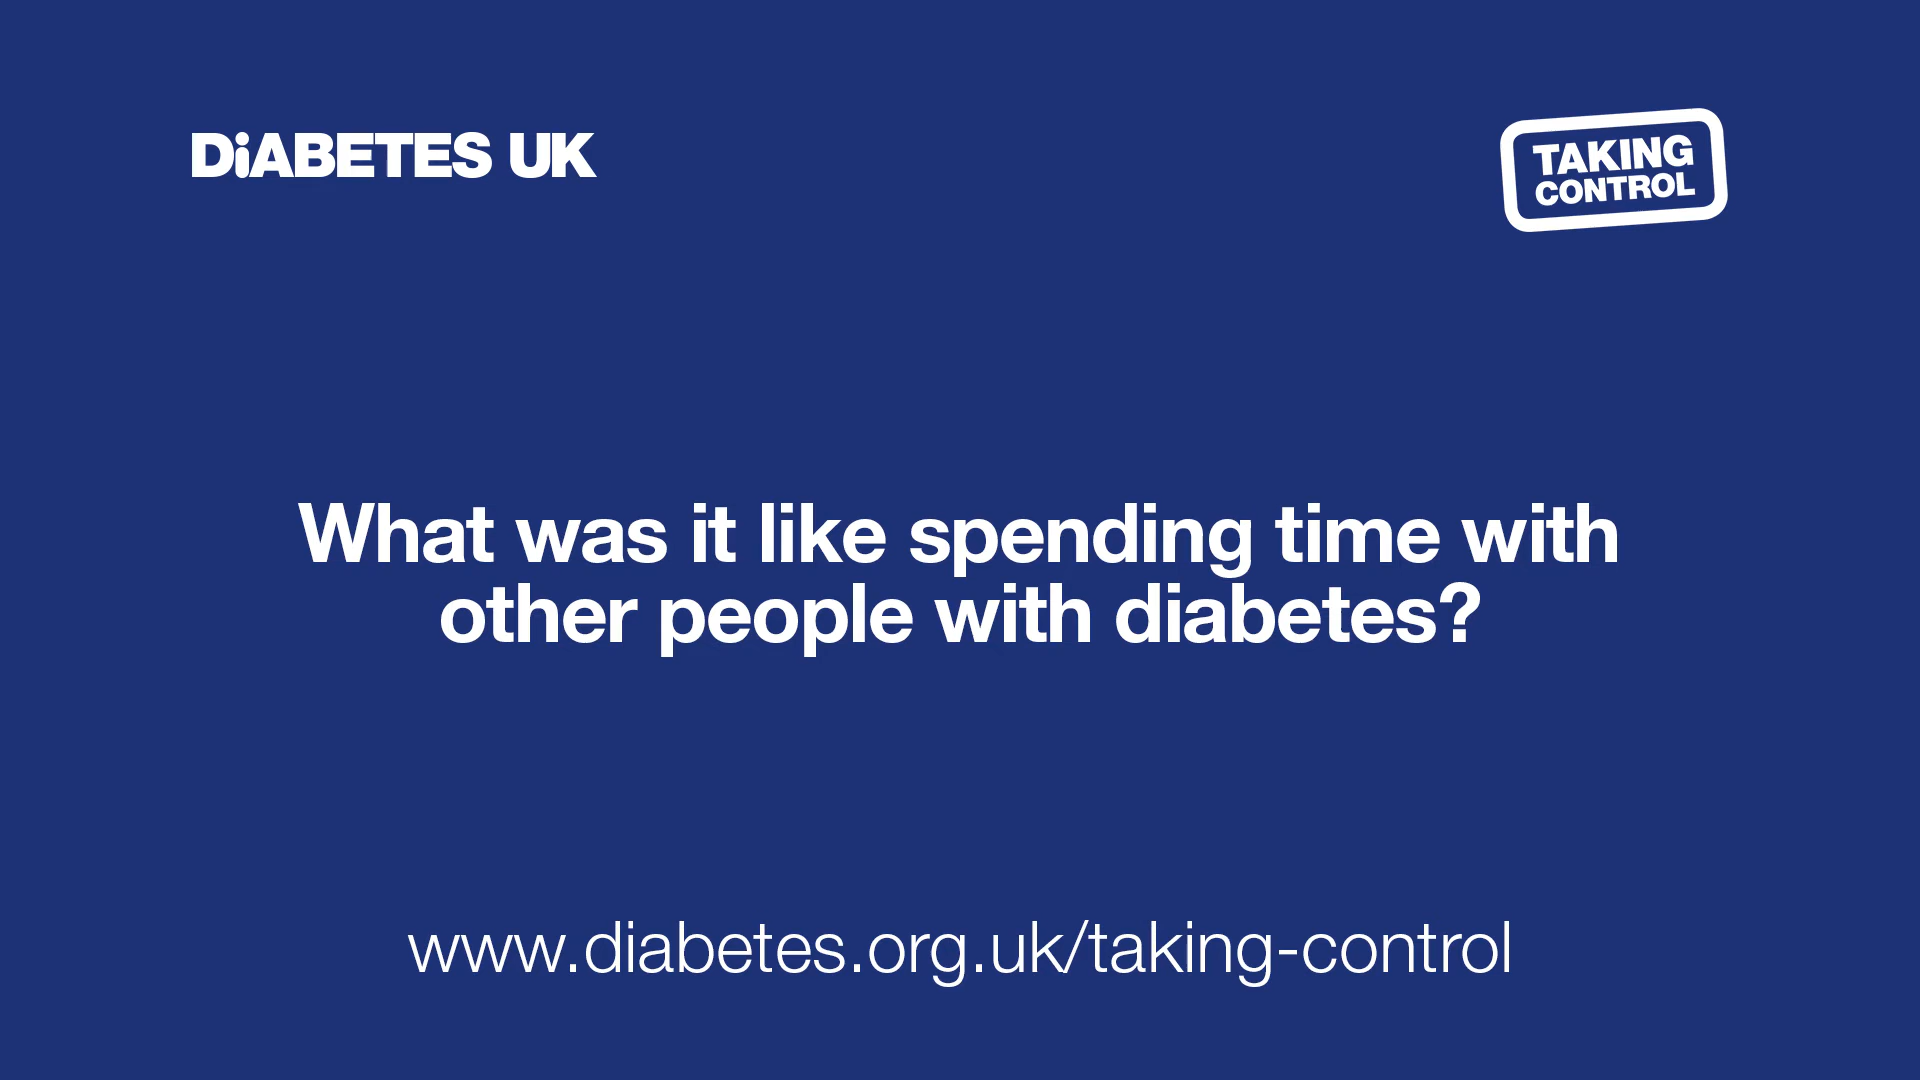 DiABETES UK
TAKING
CONTROL
What was it like spending time with
other people with diabetes?
www.diabetes.org.uk/taking-control